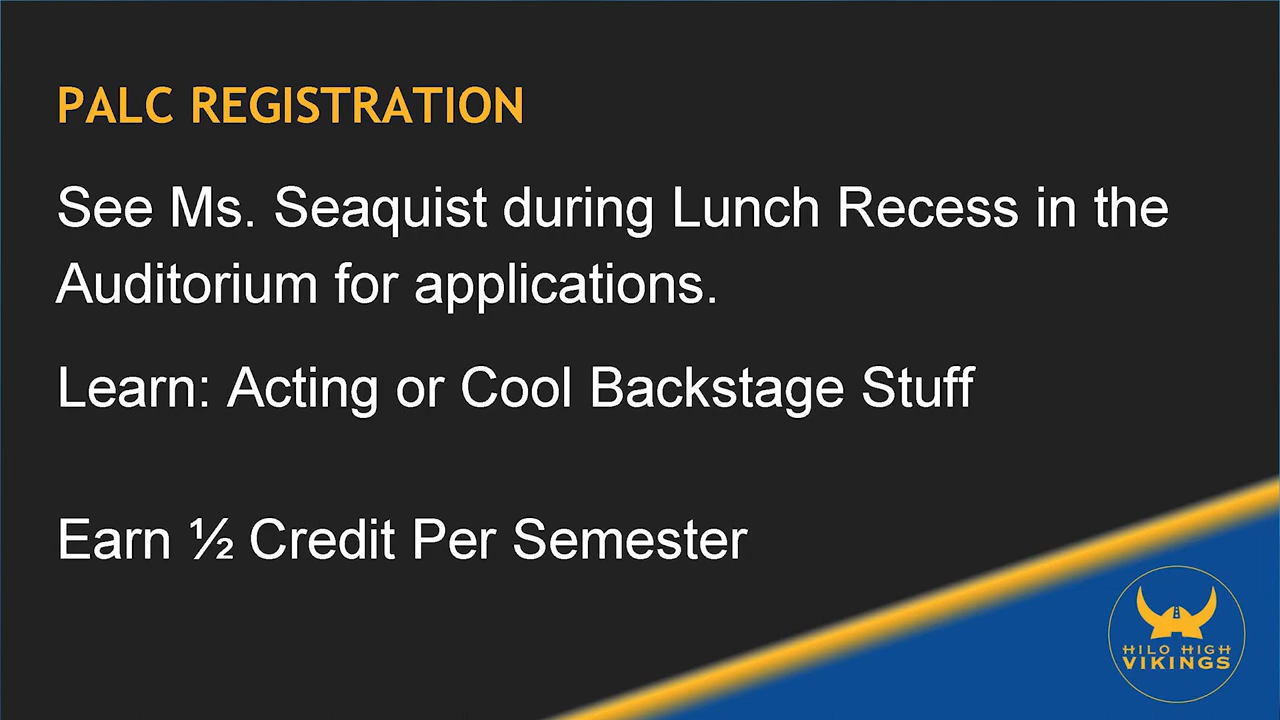 PALC REGISTRATION
See Ms. Seaquist during Lunch Recess in the
Auditorium for applications.
Learn: Acting or Cool Backstage Stuff
Earn ½ Credit Per Semester
HILO HIGH
VIKINGS